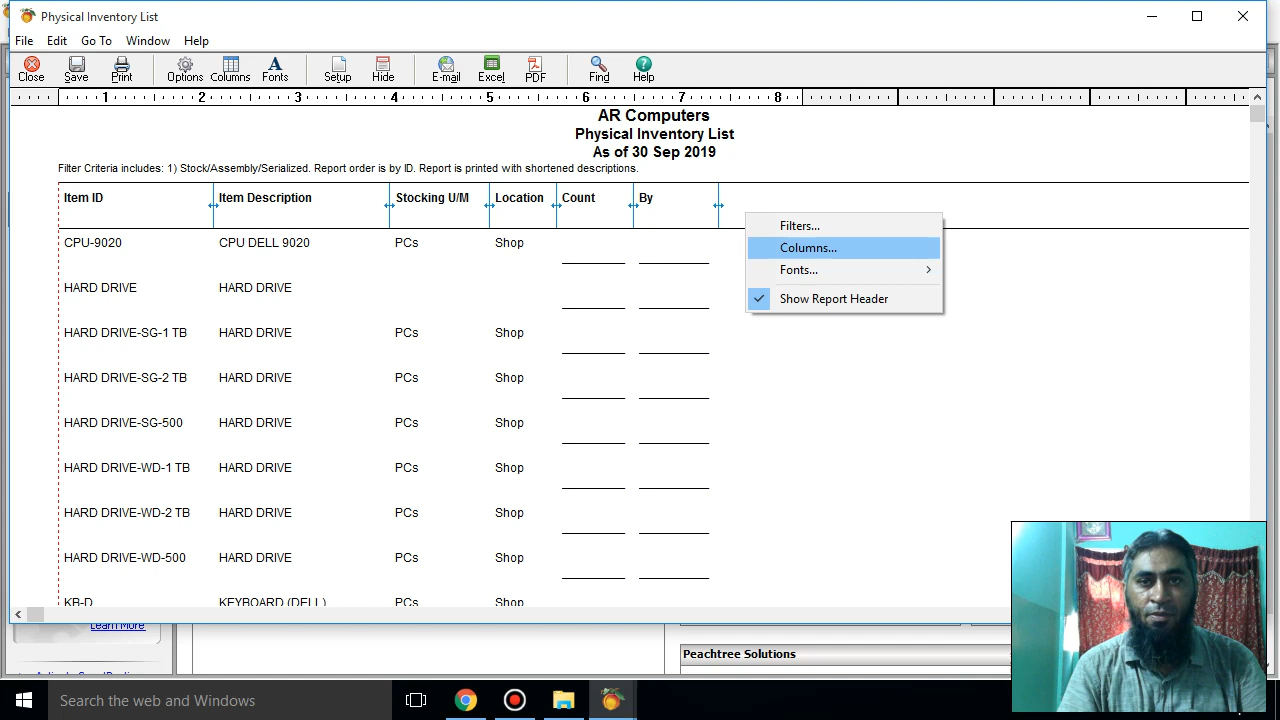 Physical Inventory List
File Edit Go To Window Help
Close Save Print Options Columns Fonts Setup Hide E-mail Excel PDF Find Help
1 2 3 4 5 6 7 8
AR Computers
Physical Inventory List
As of 30 Sep 2019
Filter Criteria includes: 1) Stock/Assembly/Serialized. Report order is by ID. Report is printed with shortened descriptions.
Item ID Item Description Stocking U/M Location Count By
Filters...
CPU-9020 CPU DELL 9020 PCs Shop
Columns...
Fonts...
HARD DRIVE HARD DRIVE
Show Report Header
HARD DRIVE-SG-1 TB HARD DRIVE PCs Shop
HARD DRIVE-SG-2 TB HARD DRIVE PCs Shop
HARD DRIVE-SG-500 HARD DRIVE PCs Shop
HARD DRIVE-WD-1 TB HARD DRIVE PCs Shop
HARD DRIVE-WD-2 TB HARD DRIVE PCs Shop
HARD DRIVE-WD-500 HARD DRIVE PCs Shop
KB-D KEYBOARD (DELL) PCs Shop
Learn More
Peachtree Solutions
Search the web and Windows